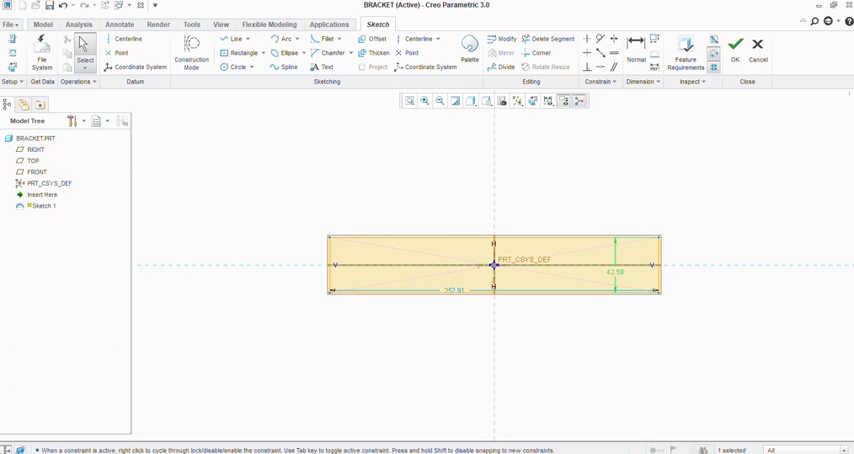 BRACKET (Active) - Creo Parametric 3.0
File Model Analysis Annotate Render Tools View Flexible Modeling Applications Sketch
File System
Select
Centerline
Point
Coordinate System
Construction Mode
Line Arc Fillet Centerline
Rectangle Ellipse Chamfer Point
Circle Spline Text Coordinate System
Offset
Thicken
Project
Palette
Modify Delete Segment
Mirror Corner
Divide Rotate Resize
Normal
Feature Requirements
OK Cancel
Setup Get Data Operations Datum Sketching Editing Constrain Dimension Inspect Close
Model Tree
BRACKET.PRT
RIGHT
TOP
FRONT
PRT_CSYS_DEF
Insert Here
Sketch 1
H
PRT_CSYS_DEF
V V
42.50
H
252.91
When a constraint is active, right click to cycle through lock/disable/enable the constraint. Use Tab key to toggle active constraint. Press and hold Shift to disable snapping to new constraints.
1 selected
All